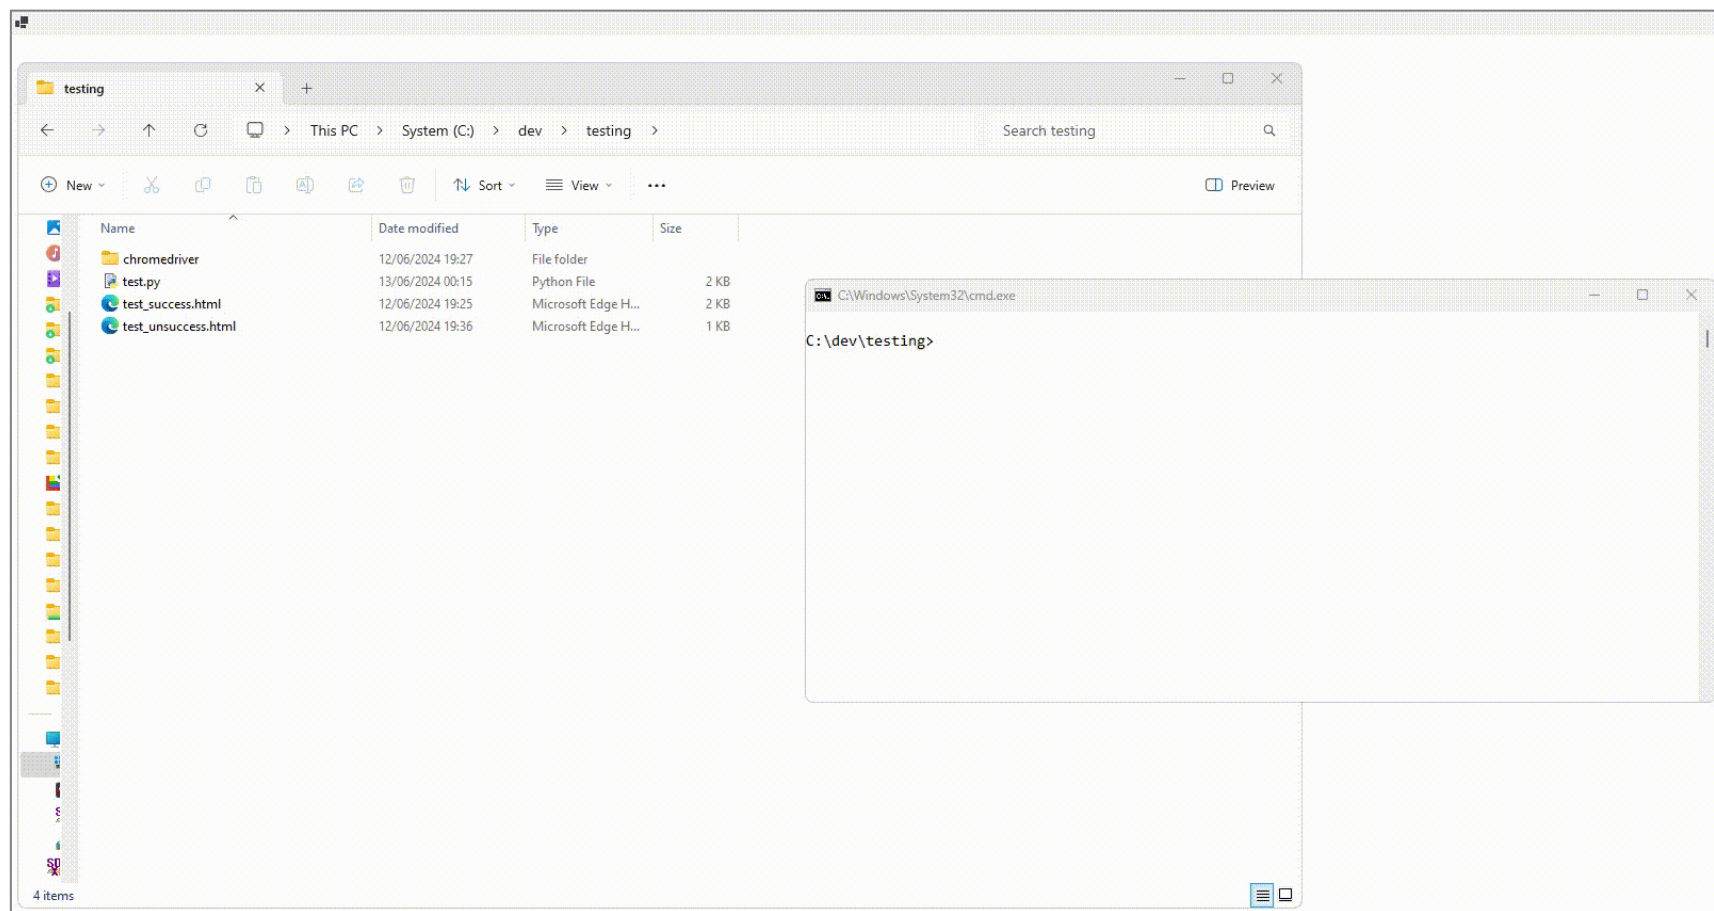 testing
This PC > System (C:) > dev > testing >
Search testing
New
Sort
View
Preview
Name Date modified Type Size
chromedriver 12/06/2024 19:27 File folder
test.py 13/06/2024 00:15 Python File 2 KB
test_success.html 12/06/2024 19:25 Microsoft Edge H... 2 KB
test_unsuccess.html 12/06/2024 19:36 Microsoft Edge H... 1 KB
C:\Windows\System32\cmd.exe
C:\dev\testing>
4 items